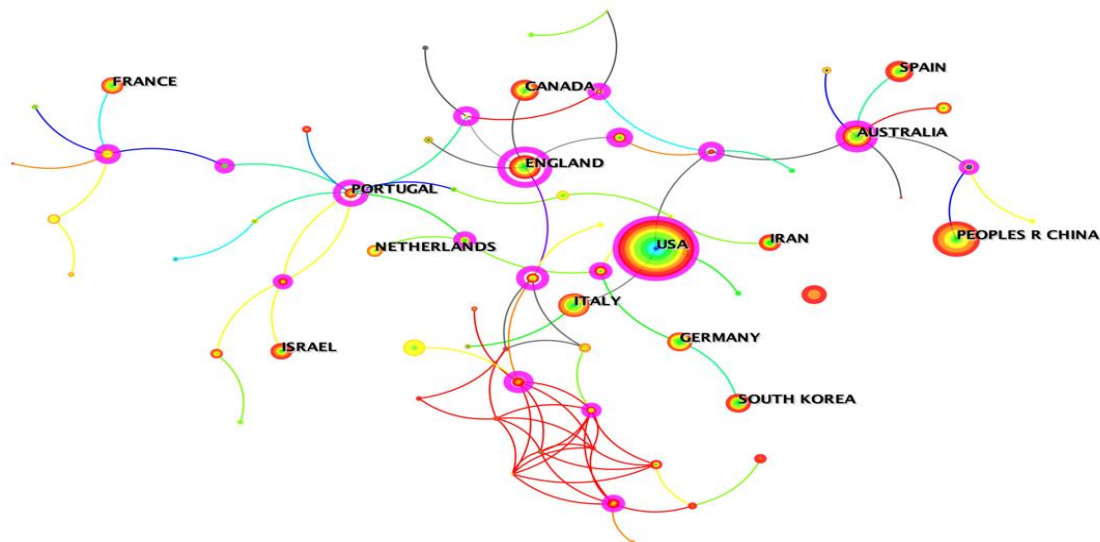 SPAIN
FRANCE
CANADA
AUSTRALIA
ENGLAND
PORTUGAL
PEOPLES R CHINA
IRAN
USA
NETHERLANDS
ITALY
GERMANY
ISRAEL
SOUTH KOREA